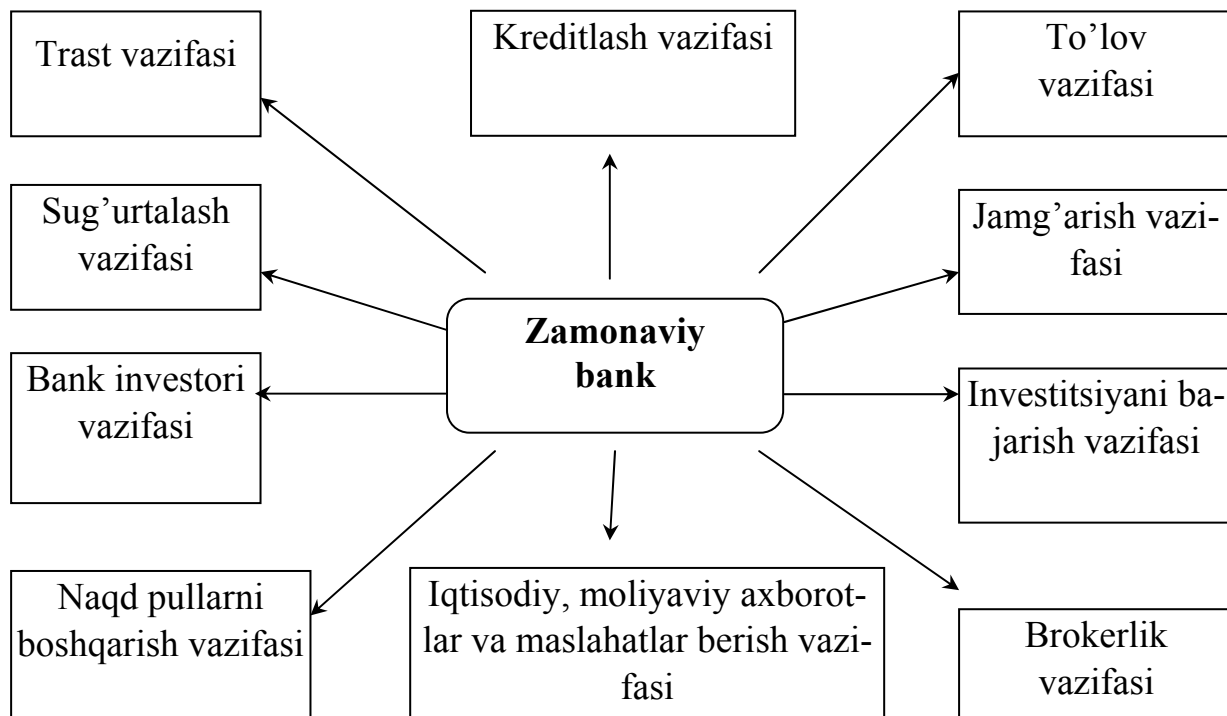 Trast vazifasi
Kreditlash vazifasi
To’lov
vazifasi
Sug’urtalash
vazifasi
Jamg’arish vazi-
fasi
Zamonaviy
bank
Bank investori
vazifasi
Investitsiyani ba-
jarish vazifasi
Naqd pullarni
boshqarish vazifasi
Iqtisodiy, moliyaviy axborot-
lar va maslahatlar berish vazi-
fasi
Brokerlik
vazifasi